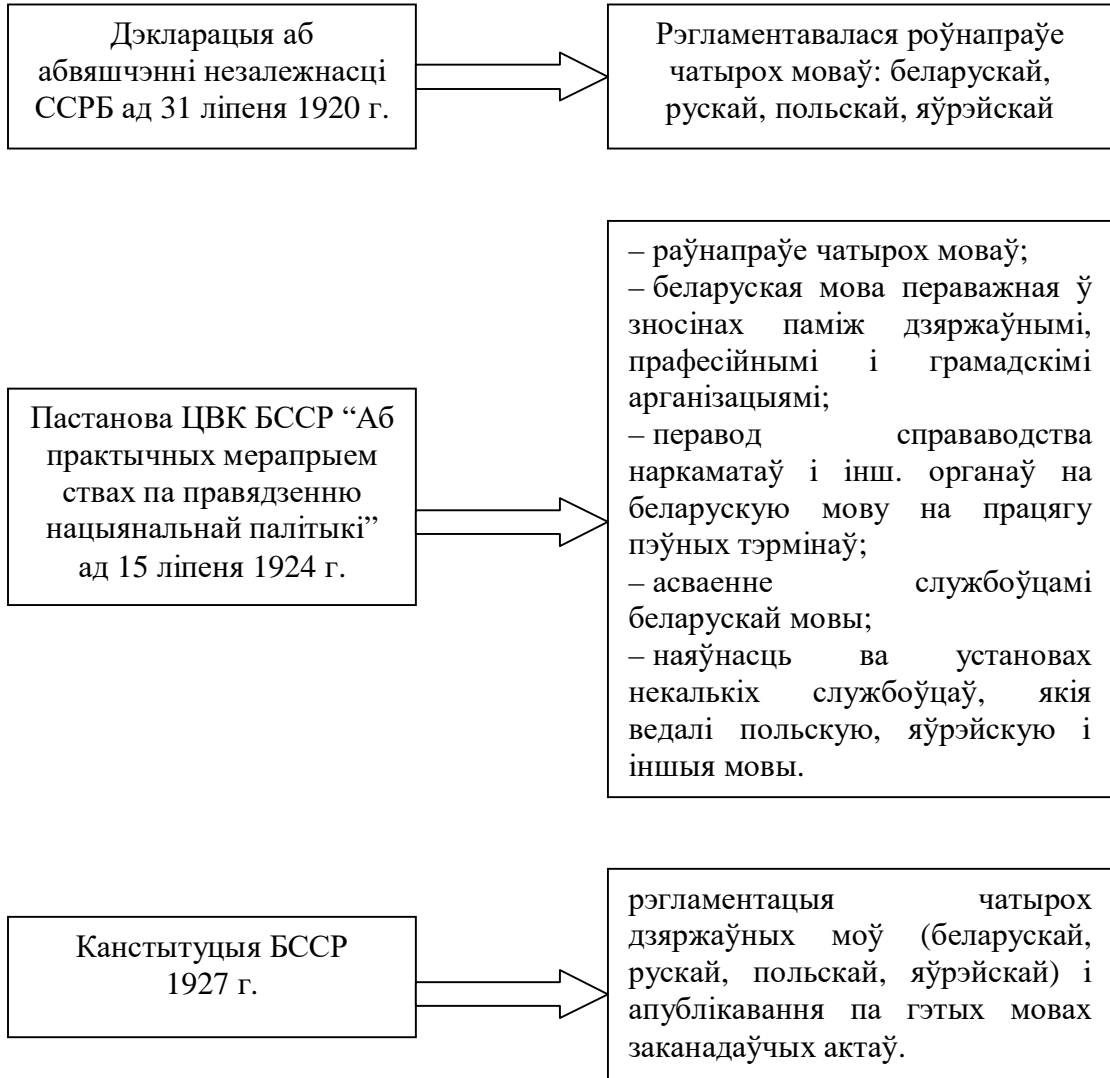 Дэкларацыя аб
абвяшчэнні незалежнасці
ССРБ ад 31 ліпеня 1920 г.
Рэгламентавалася роўнапраўе
чатырох моваў: беларускай,
рускай, польскай, яўрэйскай
Пастанова ЦВК БССР “Аб
практычных мерапрыем
ствах па правядзенню
нацыянальнай палітыкі”
ад 15 ліпеня 1924 г.
– раўнапраўе чатырох моваў;
– беларуская мова пераважная ў
зносінах паміж дзяржаўнымі,
прафесійнымі і грамадскімі
арганізацыямі;
– перавод справаводства
наркаматаў і інш. органаў на
беларускую мову на працягу
пэўных тэрмінаў;
– асваенне службоўцамі
беларускай мовы;
– наяўнасць ва установах
некалькіх службоўцаў, якія
ведалі польскую, яўрэйскую і
іншыя мовы.
Канстытуцыя БССР
1927 г.
рэгламентацыя чатырох
дзяржаўных моў (беларускай,
рускай, польскай, яўрэйскай) і
апублікавання па гэтых мовах
заканадаўчых актаў.